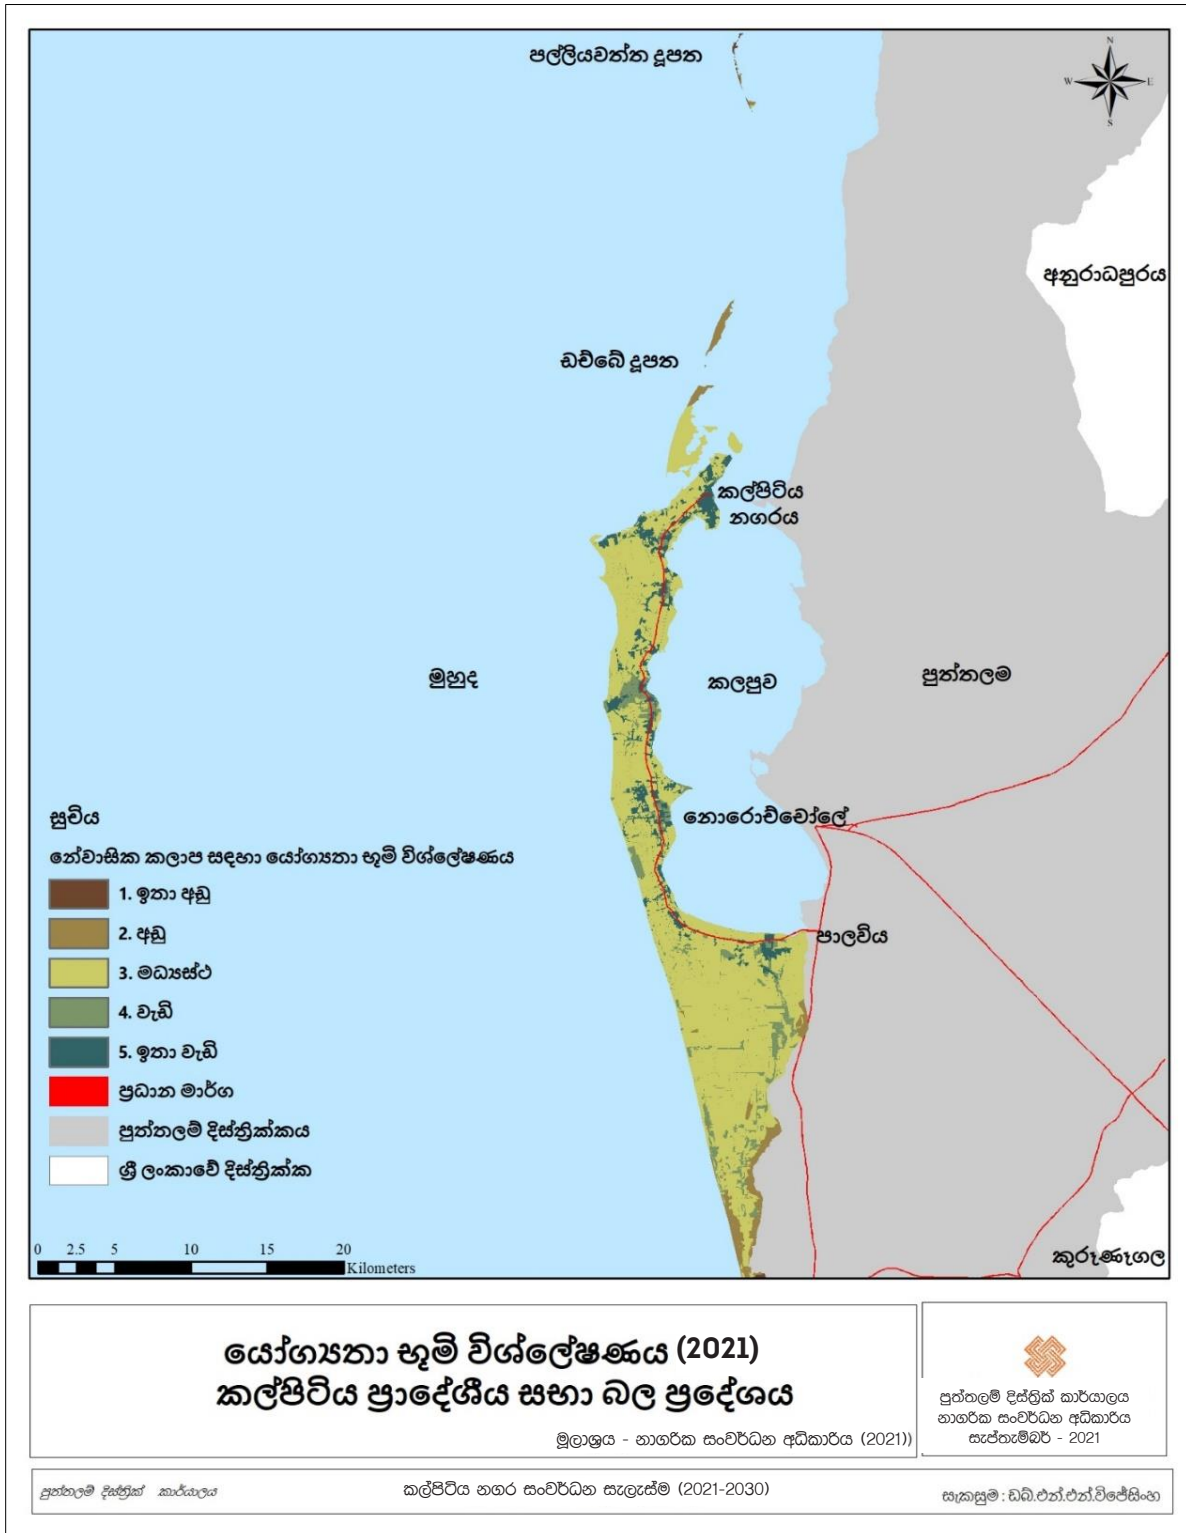 පල්ලියවත්ත දූපත
N
W
E
S
අනුරාධපුරය
ඩච්බේ දූපත
කල්පිටිය
නගරය
මුහුද
කලපුව
පුත්තලම
නොරොච්චෝලේ
පාලවිය
කුරුණෑගල
සූචිය
නේවාසික කලාප සඳහා යෝග්‍යතා භූමි විශ්ලේෂණය
1. ඉතා අඩු
2. අඩු
3. මධ්‍යස්ථ
4. වැඩි
5. ඉතා වැඩි
ප්‍රධාන මාර්ග
පුත්තලම් දිස්ත්‍රික්කය
ශ්‍රී ලංකාවේ දිස්ත්‍රික්ක
0 2.5 5 10 15 20
Kilometers
යෝග්‍යතා භූමි විශ්ලේෂණය (2021)
කල්පිටිය ප්‍රාදේශීය සභා බල ප්‍රදේශය
මූලාශ්‍රය - නාගරික සංවර්ධන අධිකාරිය (2021))
පුත්තලම් දිස්ත්‍රික් කාර්යාලය
නාගරික සංවර්ධන අධිකාරිය
සැප්තැම්බර් - 2021
පුත්තලම් දිස්ත්‍රික් කාර්යාලය
කල්පිටිය නගර සංවර්ධන සැලැස්ම (2021-2030)
සැකසුම : ඩබ්.එන්.එන්.විජේසිංහ